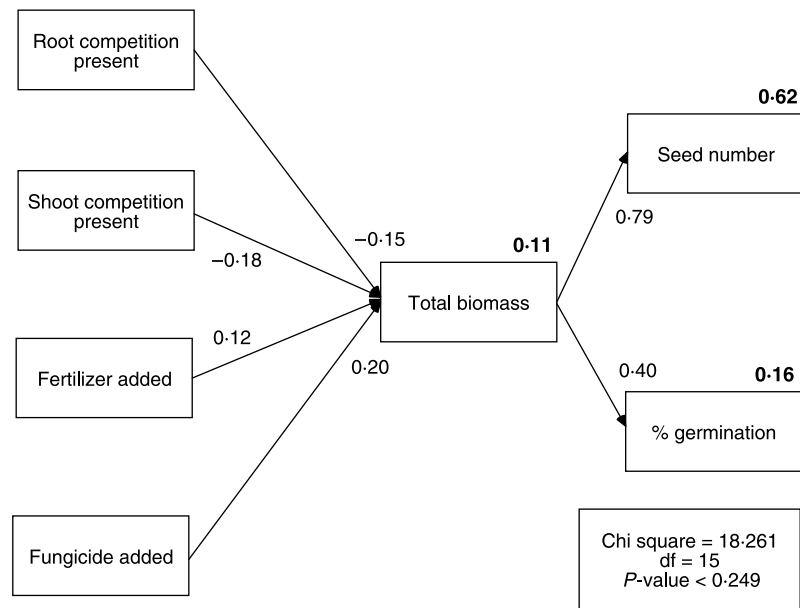 Root competition
present
0·62
Seed number
Shoot competition
present
0·79
−0·15
−0·18
0·11
Total biomass
0·12
0·20
0·40
0·16
Fertilizer added
% germination
Fungicide added
Chi square = 18·261
df = 15
P-value < 0·249